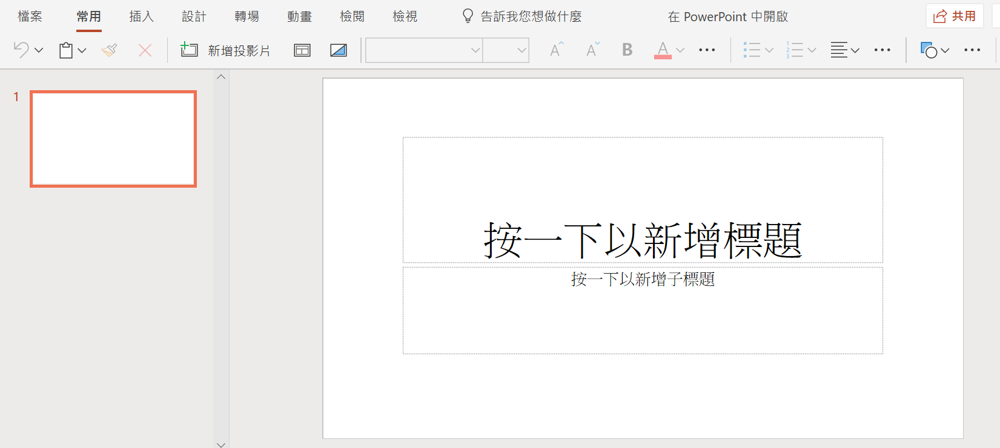 檔案 常用 插入 設計 轉場 動畫 檢閱 檢視 告訴我您想做什麼 在 PowerPoint 中開啟 共用
新增投影片 A A B A
1
按一下以新增標題
按一下以新增子標題